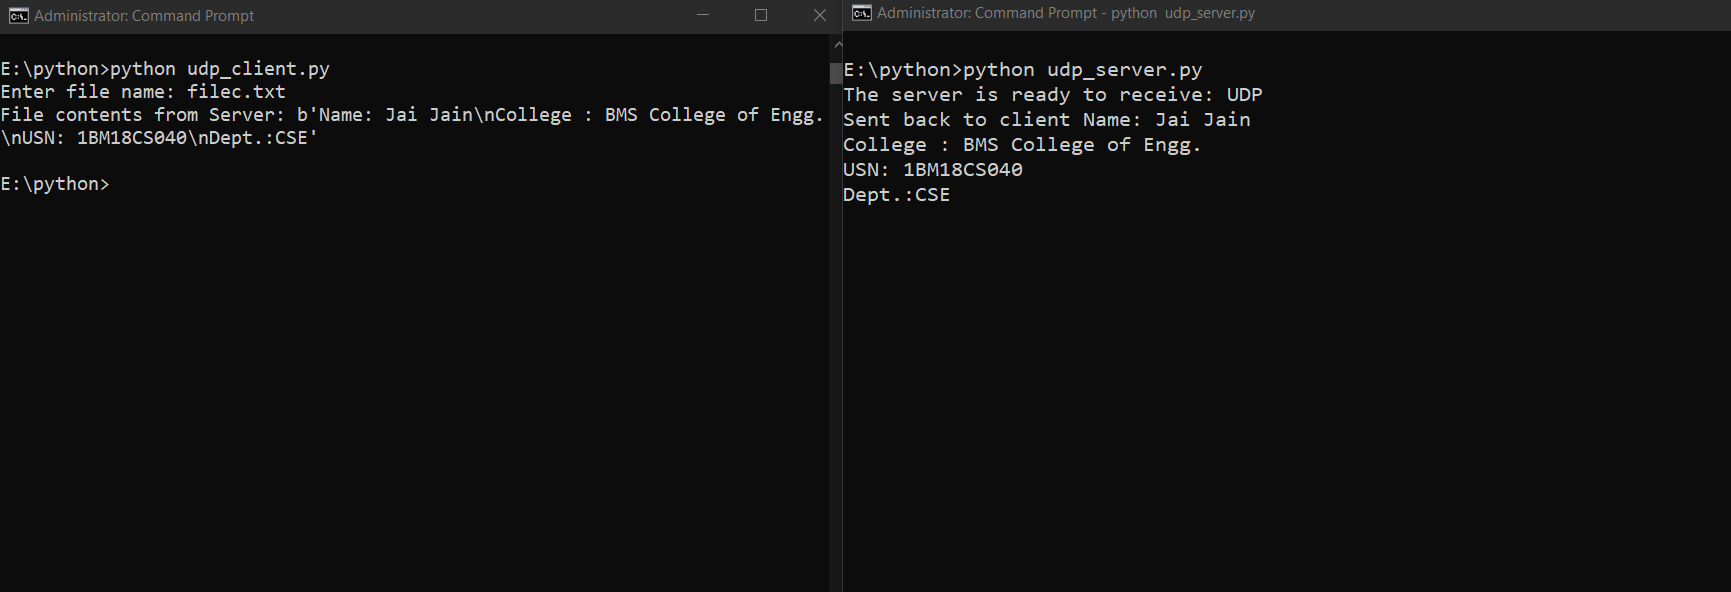 Administrator: Command Prompt
E:\python>python udp_client.py
Enter file name: filec.txt
File contents from Server: b'Name: Jai Jain\nCollege : BMS College of Engg.
\nUSN: 1BM18CS040\nDept.:CSE'
E:\python>
Administrator: Command Prompt - python  udp_server.py
E:\python>python udp_server.py
The server is ready to receive: UDP
Sent back to client Name: Jai Jain
College : BMS College of Engg.
USN: 1BM18CS040
Dept.:CSE